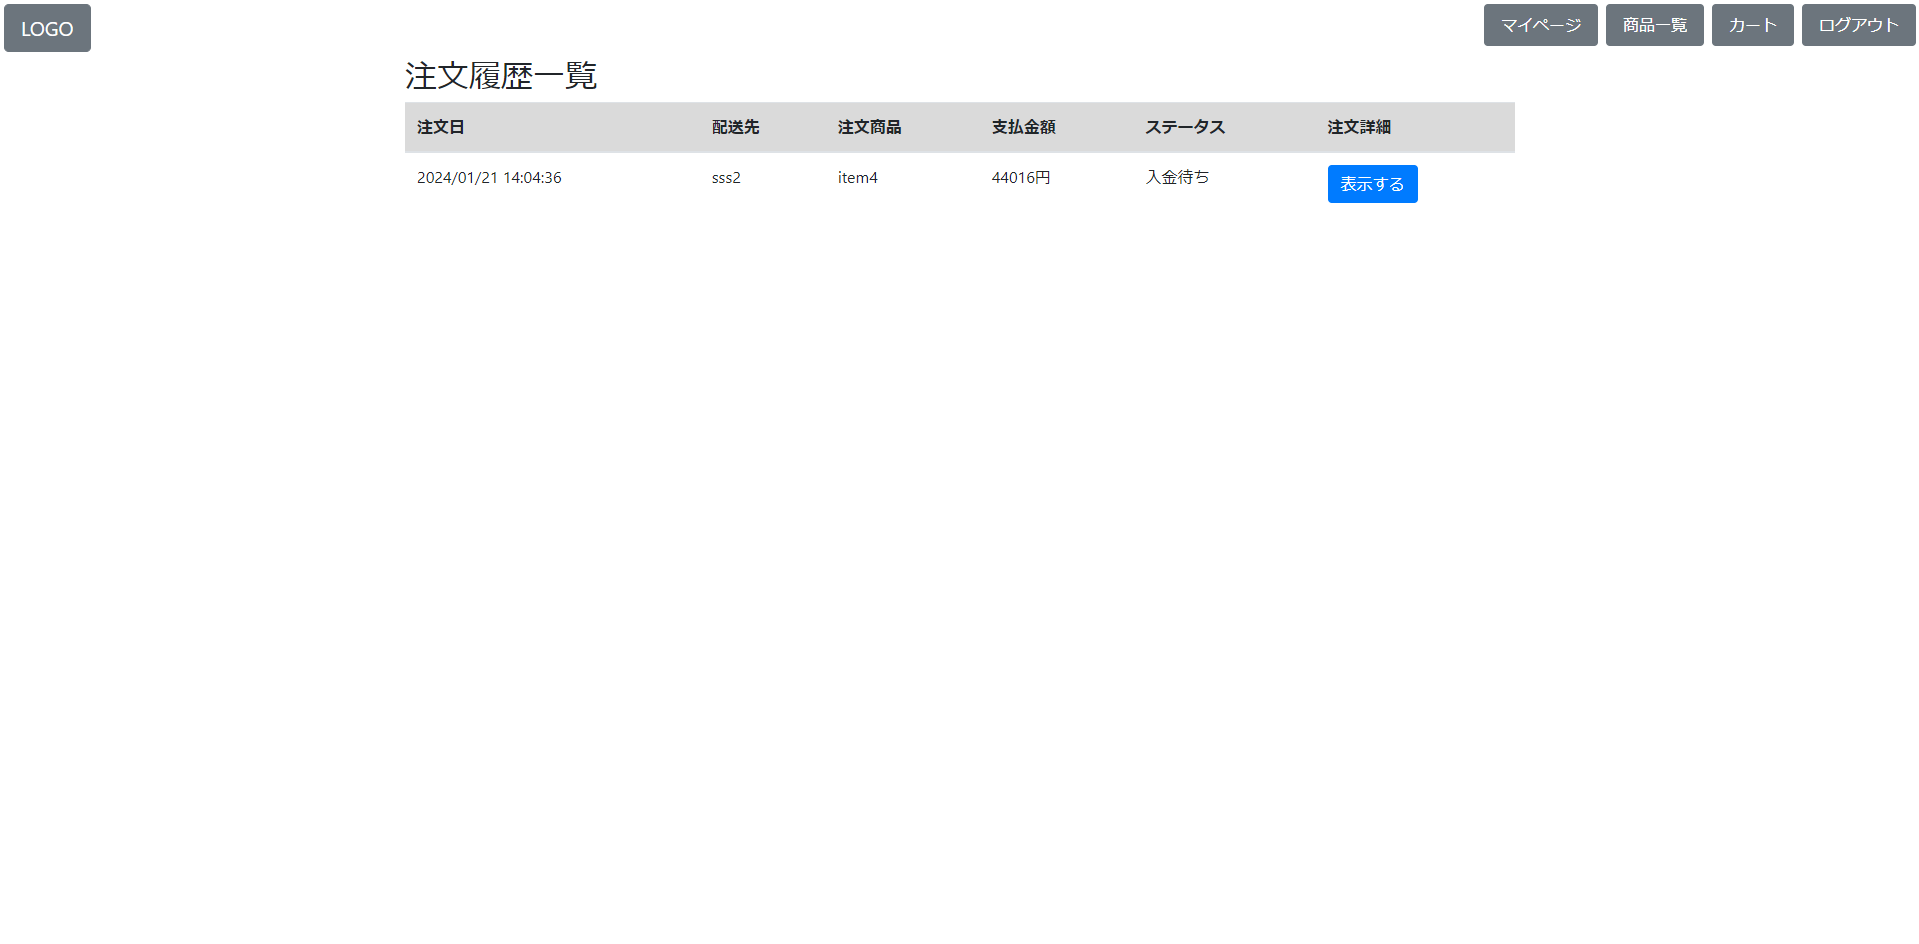 LOGO マイページ 商品一覧 カート ログアウト
注文履歴一覧
注文日 配送先 注文商品 支払金額 ステータス 注文詳細
2024/01/21 14:04:36 sss2 item4 44016円 入金待ち 表示する